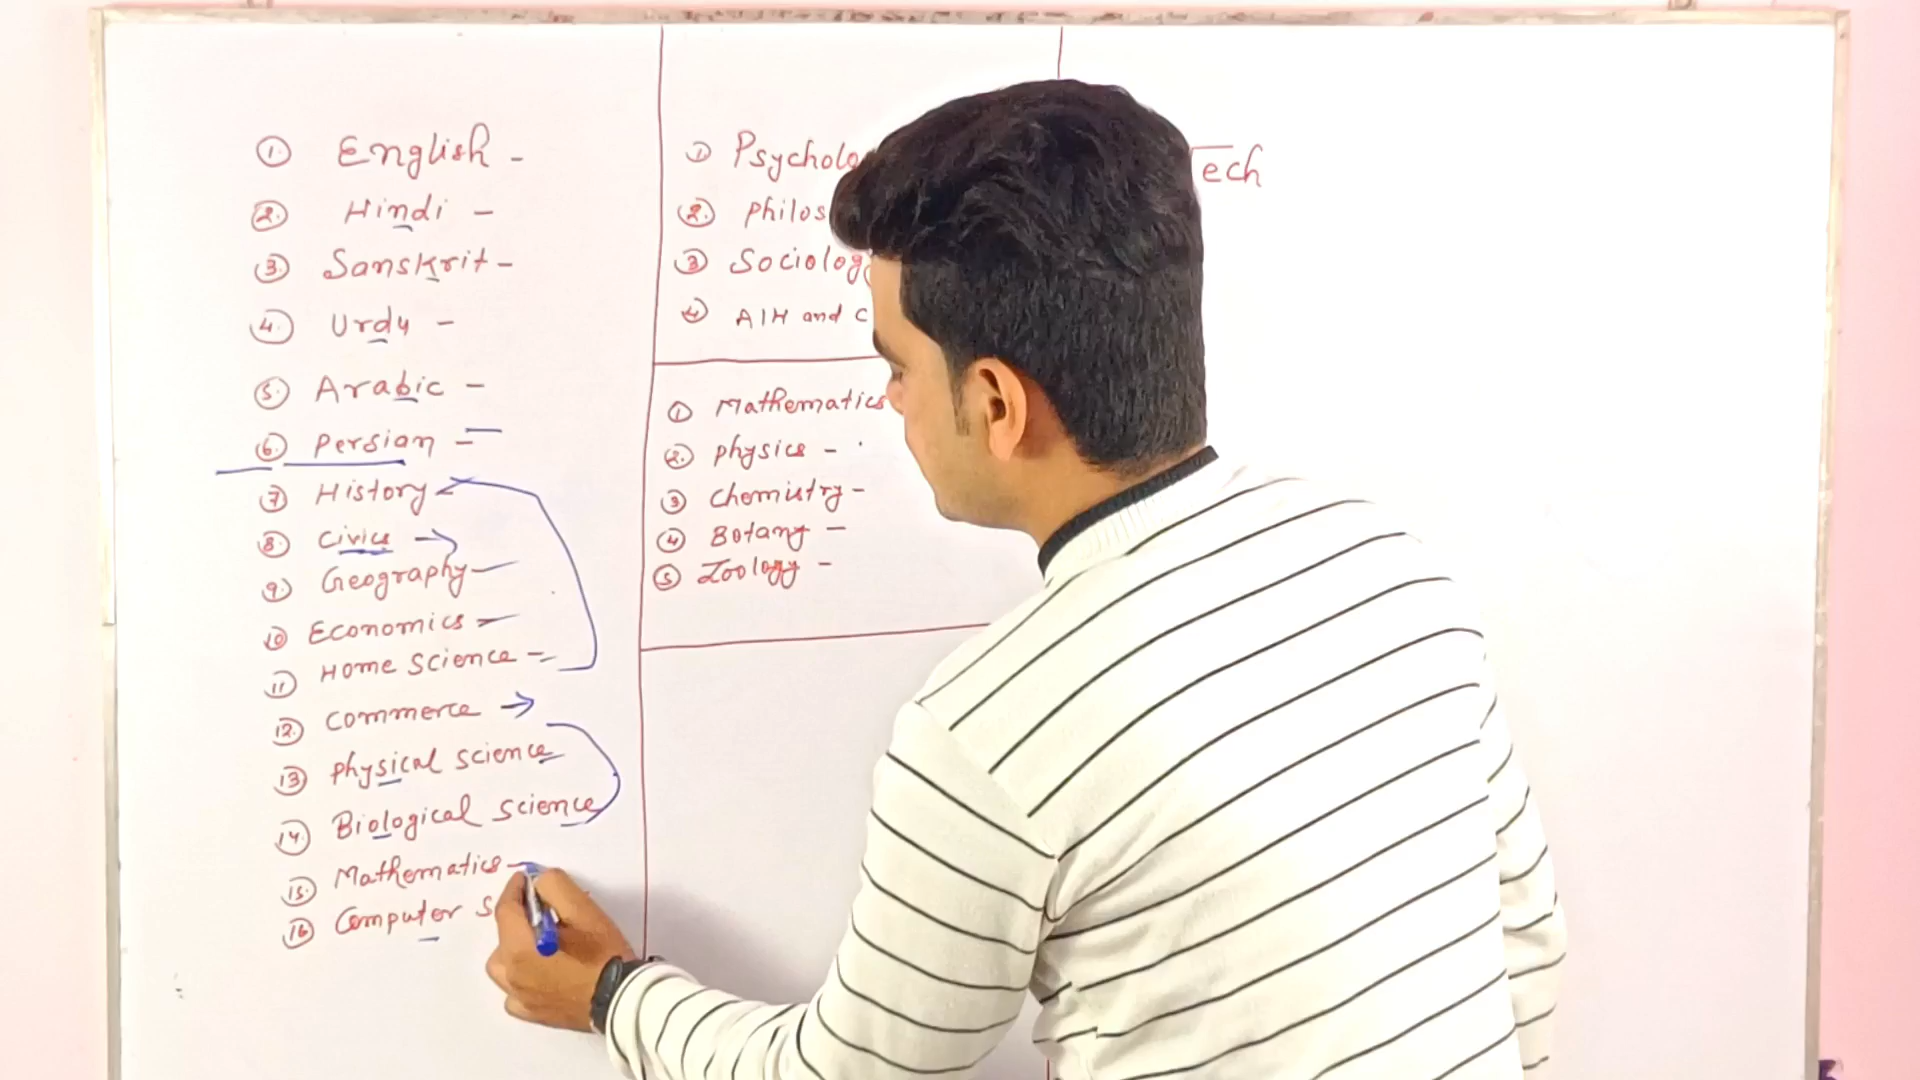 1. English -
2. Hindi -
3. Sanskrit -
4. Urdu -
5. Arabic -
6. Persian -
7 History
8. Civics →
9. Geography -
10 Economics -
11 Home Science -
12. Commerce →
13 Physical Science
14. Biological Science
15. Mathematics -
16 Computer
1 Psycholo
2. Philos
3 Sociolog
4 AIH and C
1 Mathematics
2. Physics -
3 Chemistry -
4 Botany -
5 Zoology -
Tech